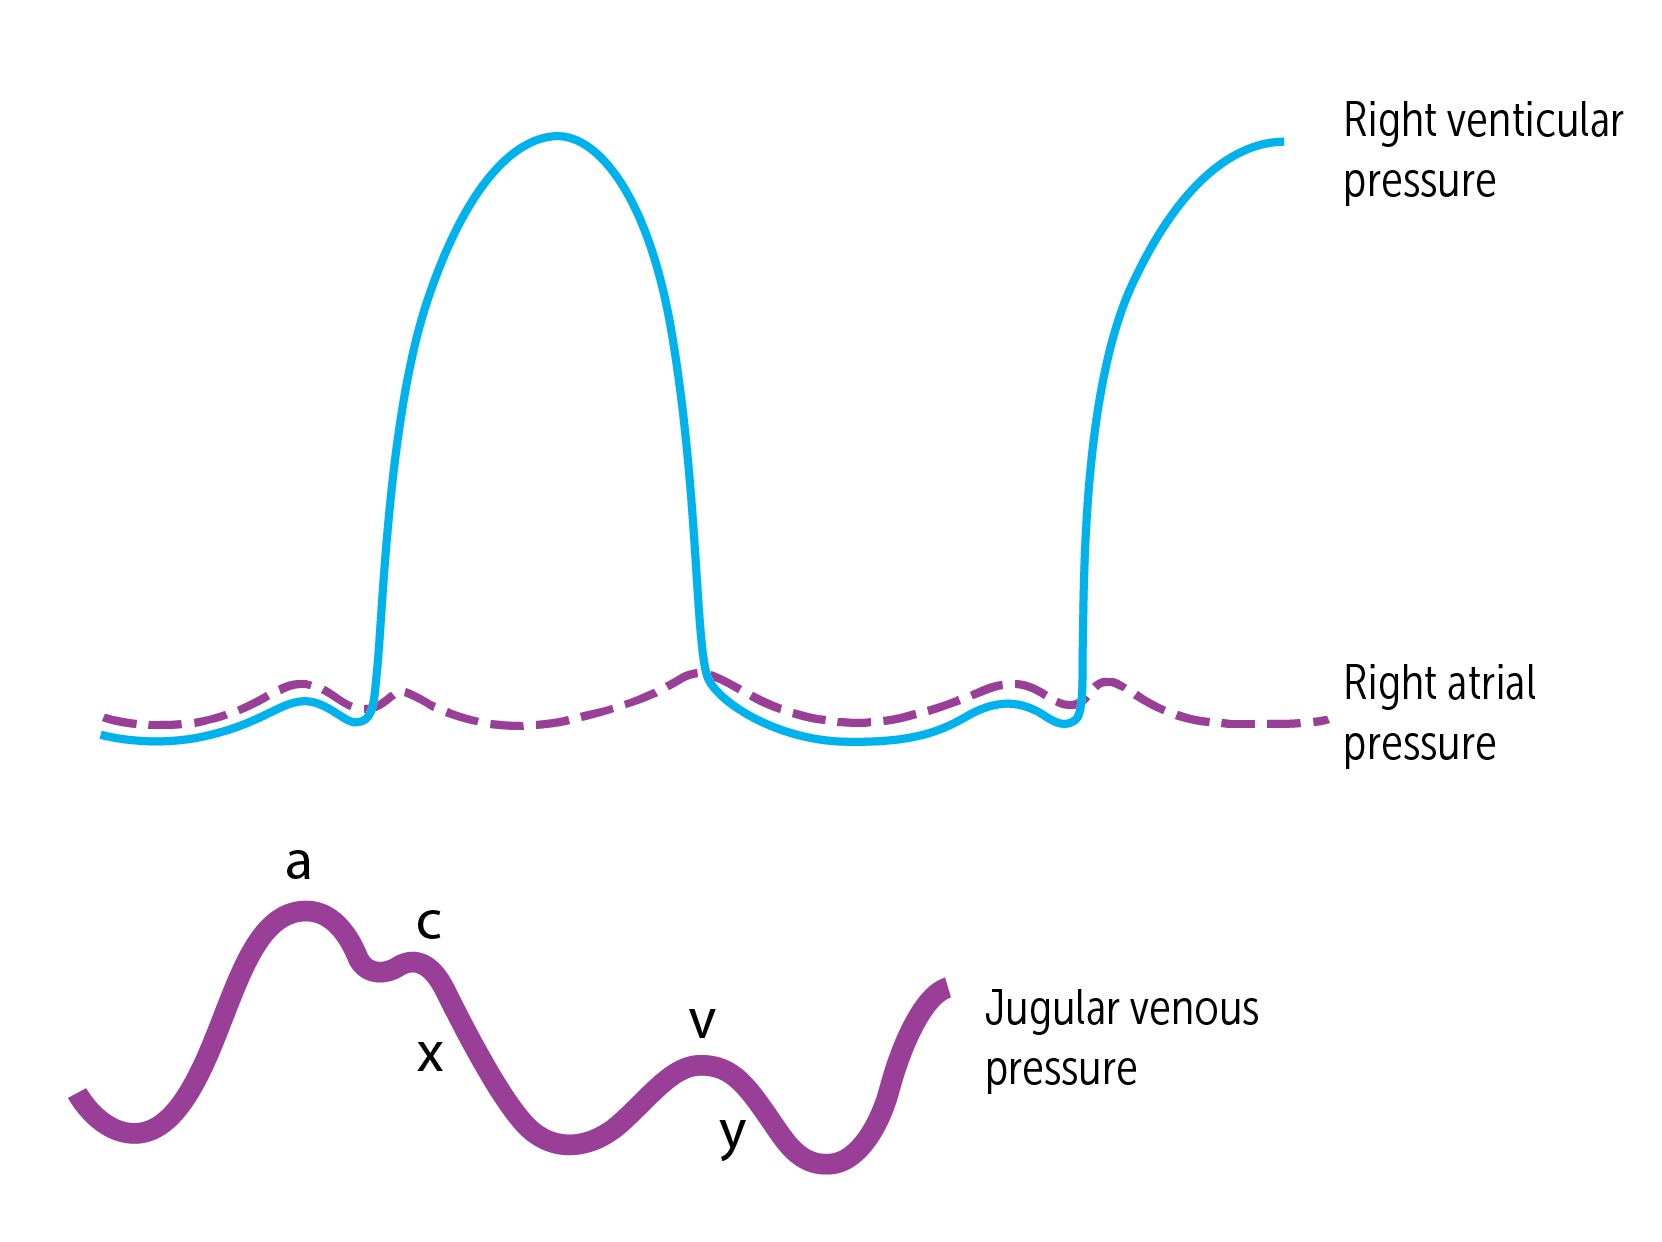 Right venticular
pressure
Right atrial
pressure
a
c
x
v
y
Jugular venous
pressure